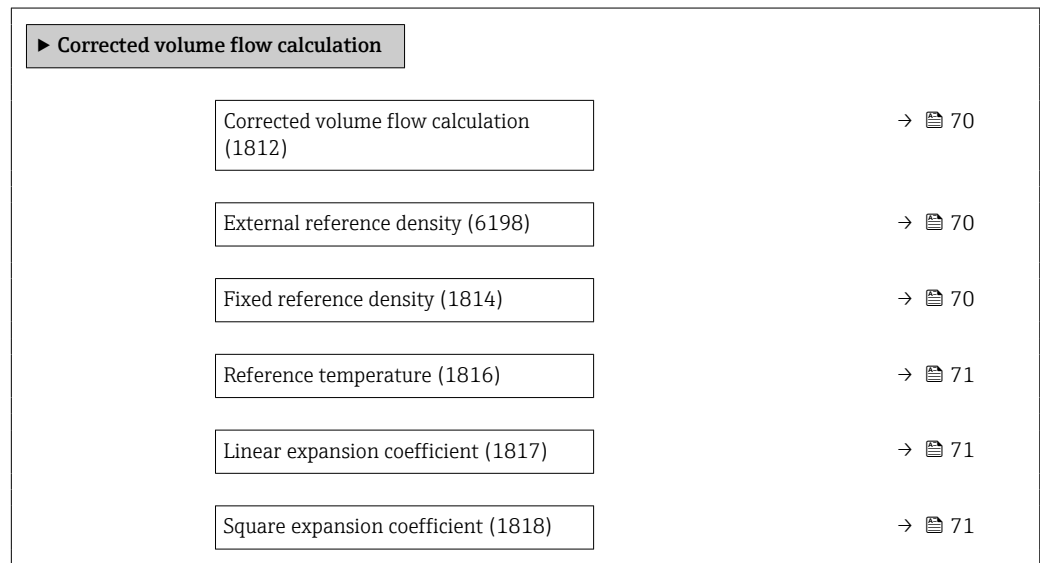 ▶ Corrected volume flow calculation
Corrected volume flow calculation → 🖹 70
(1812)
External reference density (6198) → 🖹 70
Fixed reference density (1814) → 🖹 70
Reference temperature (1816) → 🖹 71
Linear expansion coefficient (1817) → 🖹 71
Square expansion coefficient (1818) → 🖹 71